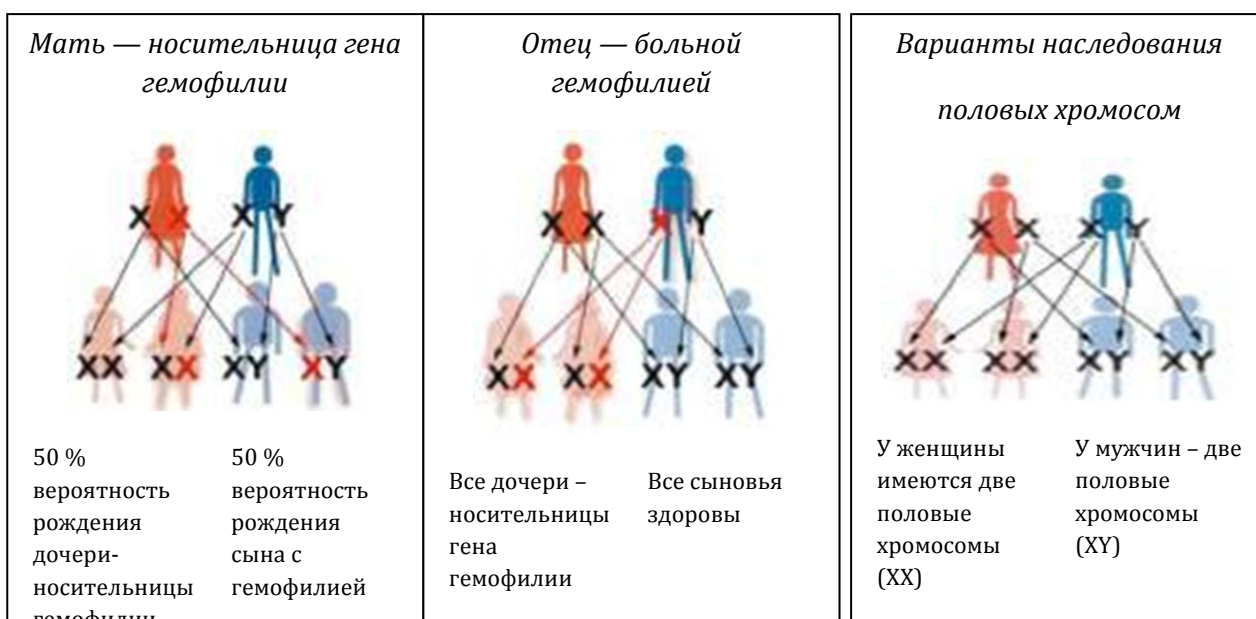 Мать — носительница гена
гемофилии
X X X Y
XX XX XY XY
50 %
вероятность
рождения
дочери-
носительницы
гемофилии
50 %
вероятность
рождения
сына с
гемофилией
Отец — больной
гемофилией
X X X Y
XX XX XY XY
Все дочери –
носительницы
гена
гемофилии
Все сыновья
здоровы
Варианты наследования
половых хромосом
X X X Y
XX XX XY XY
У женщины
имеются две
половые
хромосомы
(XX)
У мужчин – две
половые
хромосомы
(XY)